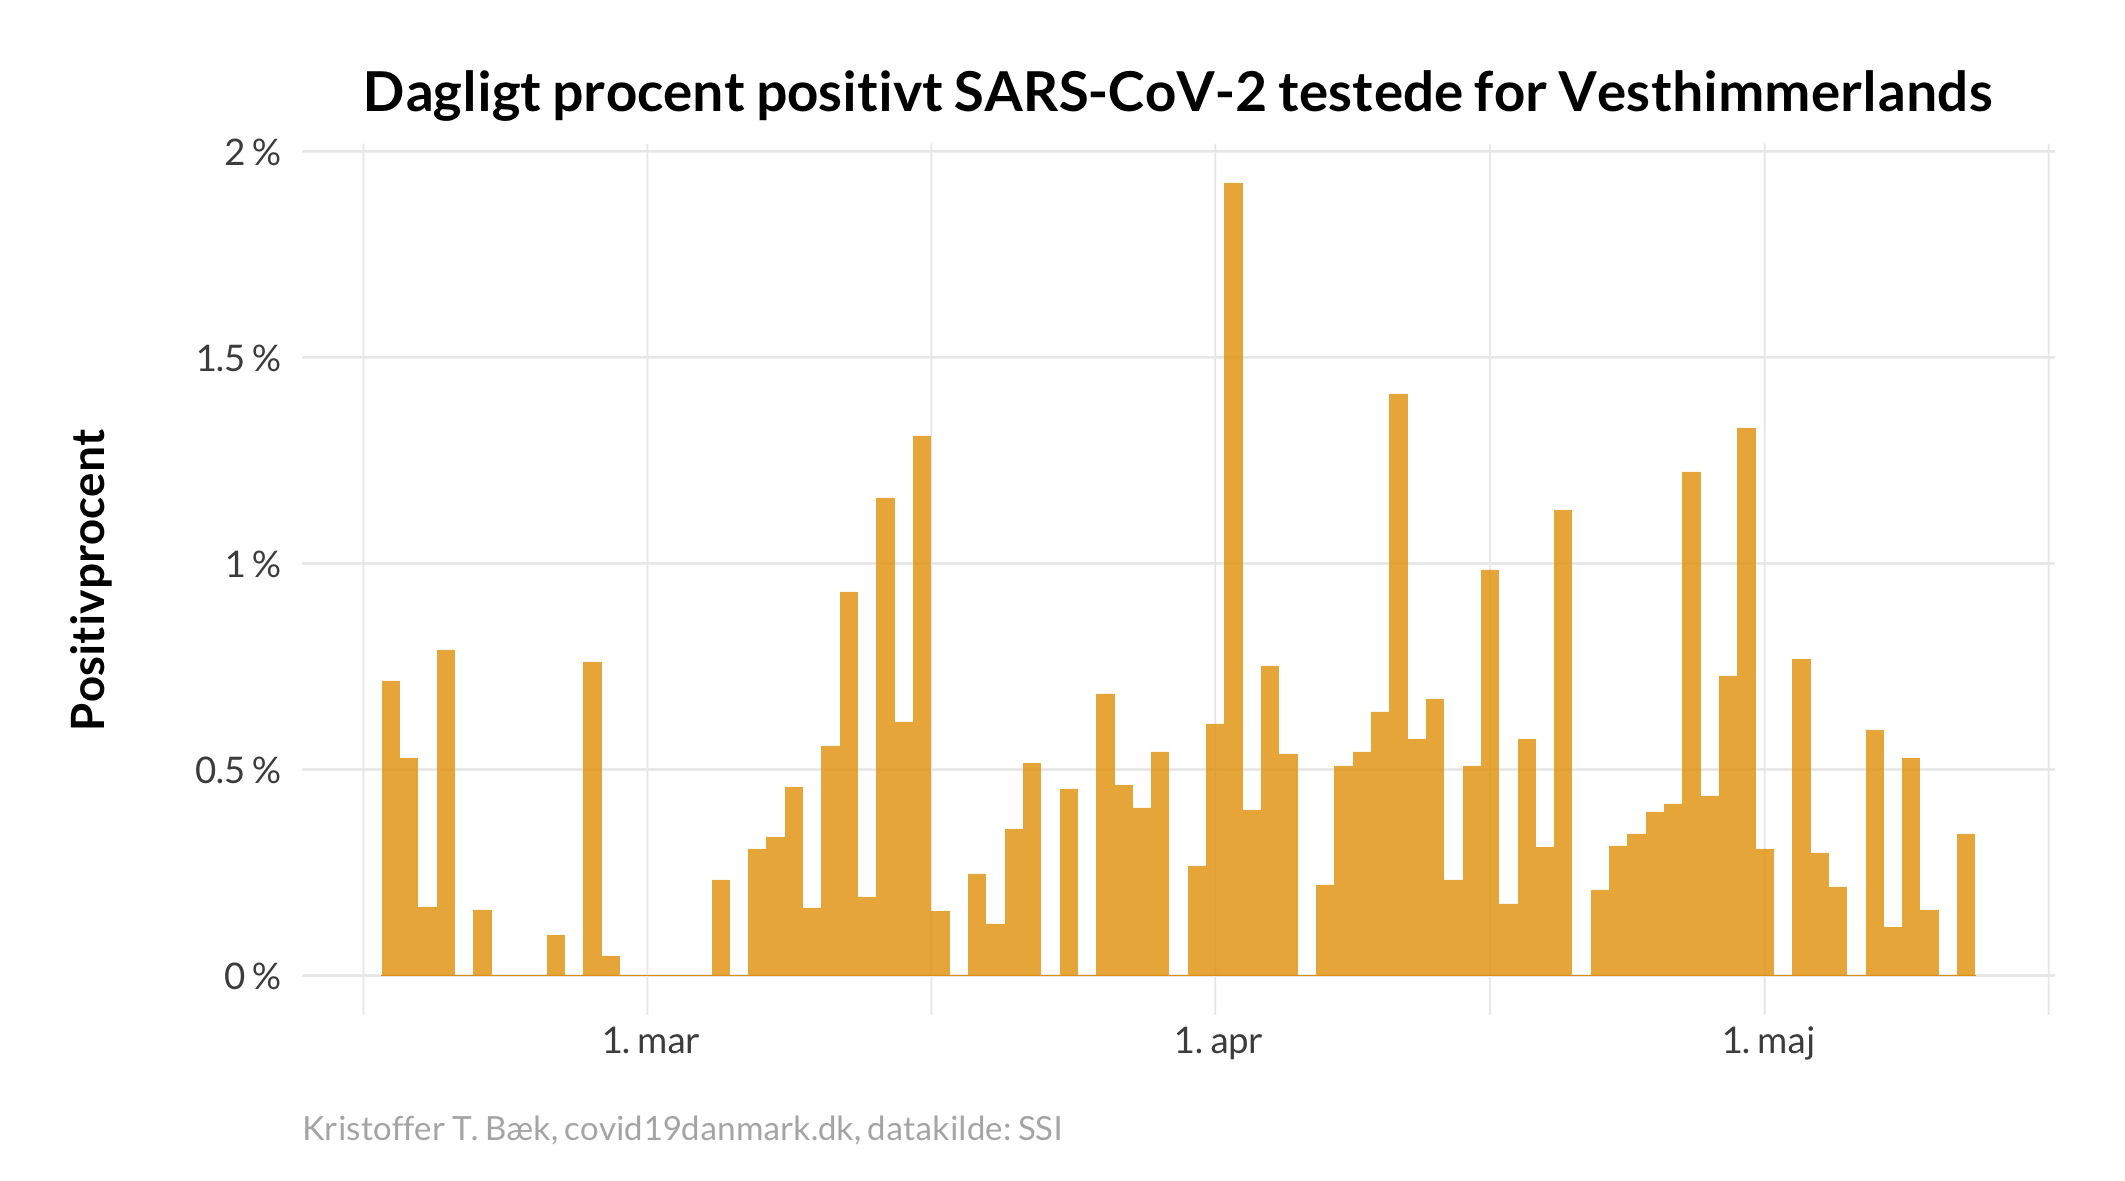 Dagligt procent positivt SARS-CoV-2 testede for Vesthimmerlands
2 %
1.5 %
1 %
0.5 %
0 %
Positivprocent
1. mar
1. apr
1. maj
Kristoffer T. Bæk, covid19danmark.dk, datakilde: SSI